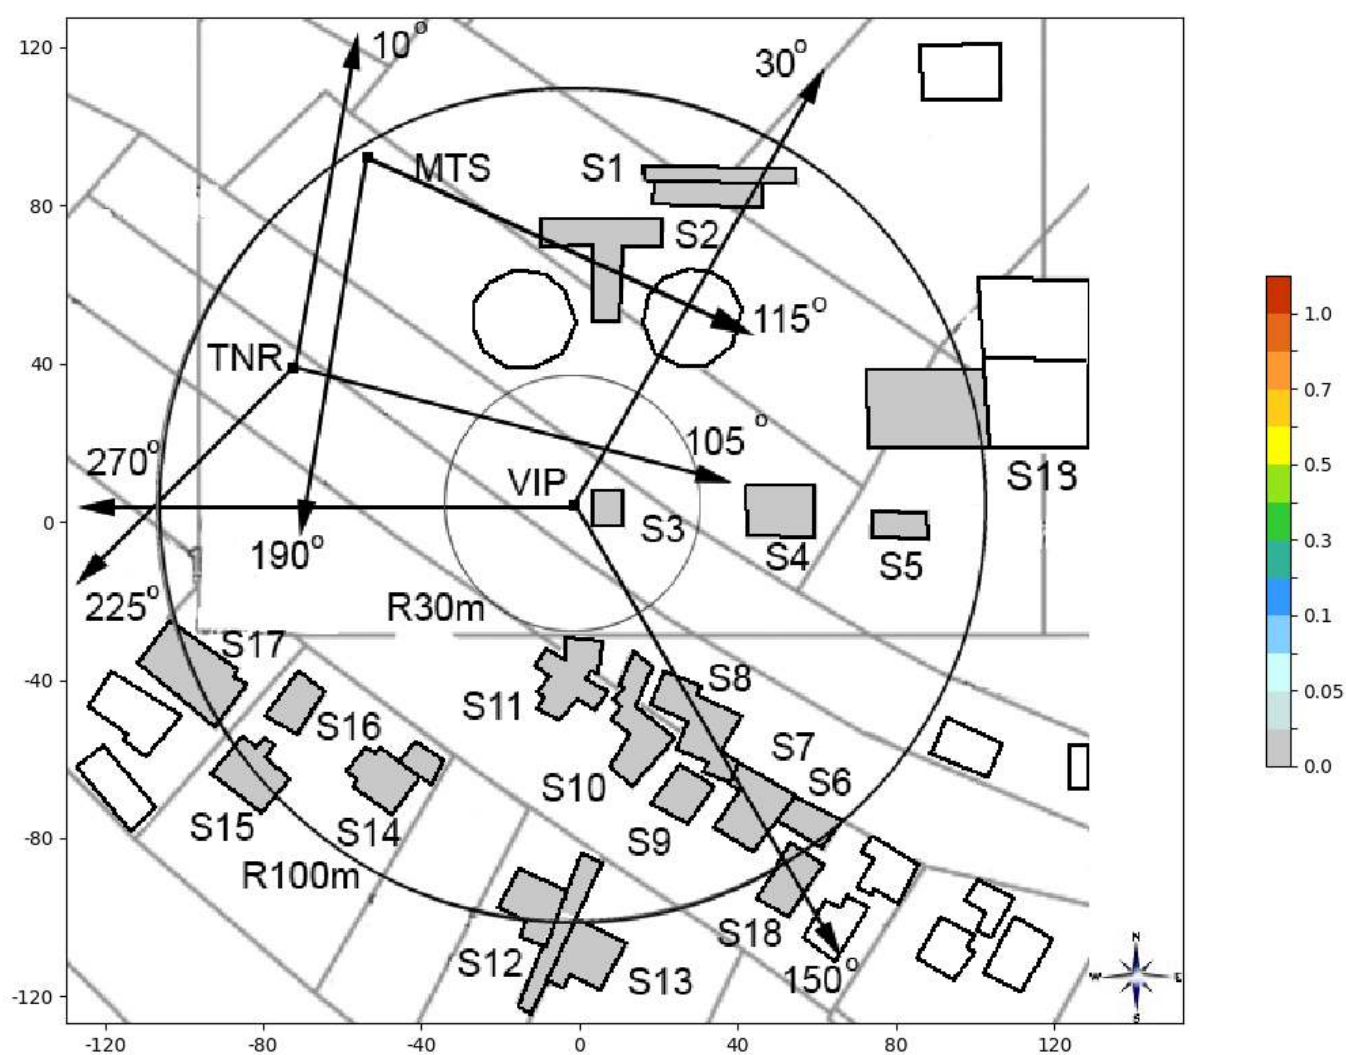 120
80
40
0
-40
-80
-120
-120
-80
-40
0
40
80
120
10°
30°
MTS
S1
S2
115°
TNR
105°
270°
VIP
S3
S4
S5
S13
190°
225°
R30m
S17
S16
S15
S14
R100m
S11
S8
S7
S6
S10
S9
S12
S13
S18
150°
N
W
E
S
1.0
0.7
0.5
0.3
0.1
0.05
0.0